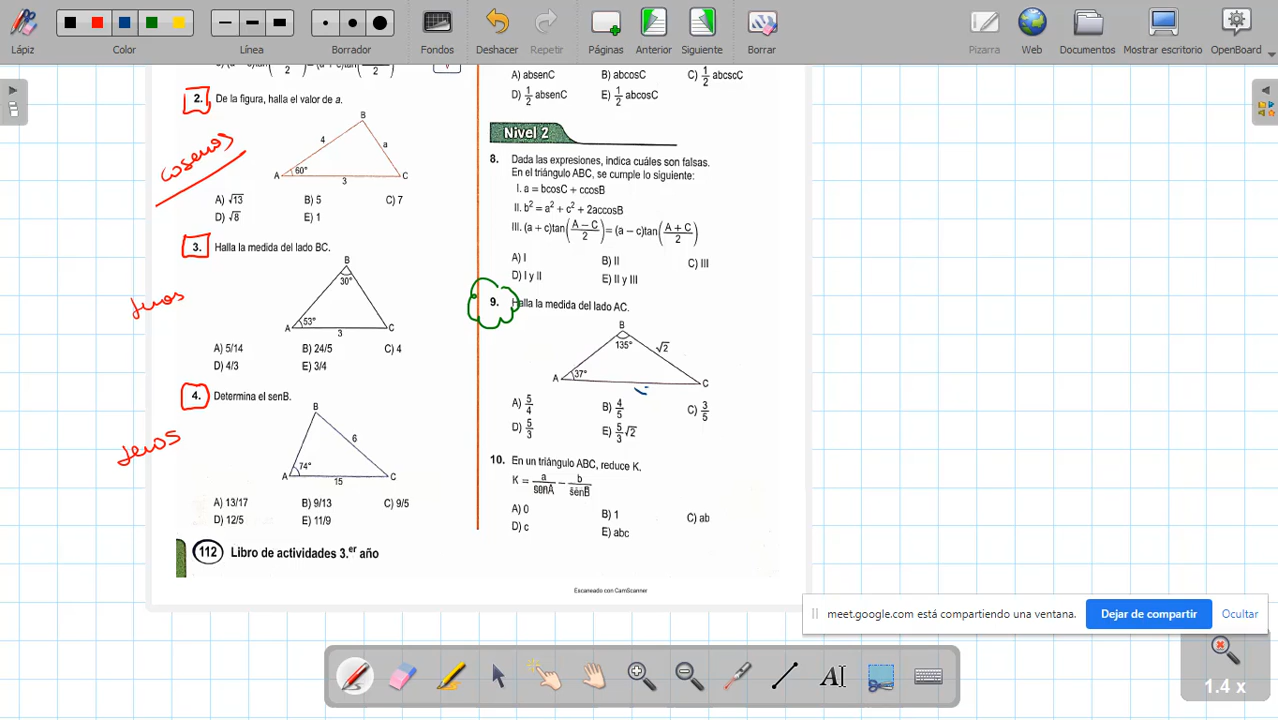 Lápiz
Color
Línea
Borrador
Fondos
Deshacer
Repetir
Páginas
Anterior
Siguiente
Borrar
Pizarra
Web
Documentos
Mostrar escritorio
OpenBoard
2. De la figura, halla el valor de a.
cosenos
B
4
a
60°
A
3
C
A) √13 B) 5 C) 7
D) √8 E) 1
3. Halla la medida del lado BC.
senos
B
30°
53°
A
3
C
A) 5/14 B) 24/5 C) 4
D) 4/3 E) 3/4
4. Determina el senB.
senos
B
6
74°
A
15
C
A) 13/17 B) 9/13 C) 9/5
D) 12/5 E) 11/9
112 Libro de actividades 3.er año
A) absenC B) abcosC C) 1/2 abcscC
D) 1/2 absenC E) 1/2 abcosC
Nivel 2
8. Dada las expresiones, indica cuáles son falsas.
En el triángulo ABC, se cumple lo siguiente:
I. a = bcosC + ccosB
II. b² = a² + c² + 2accosB
III. (a + c)tan(A − C/2) = (a − c)tan(A + C/2)
A) I B) II C) III
D) I y II E) II y III
9. Halla la medida del lado AC.
B
135°
√2
37°
A
C
A) 5/4 B) 4/5 C) 3/5
D) 5/3 E) 5/3 √2
10. En un triángulo ABC, reduce K.
K = a/senA − b/senB
A) 0 B) 1 C) ab
D) c E) abc
Escaneado con CamScanner
meet.google.com está compartiendo una ventana.
Dejar de compartir
Ocultar
1.4 x